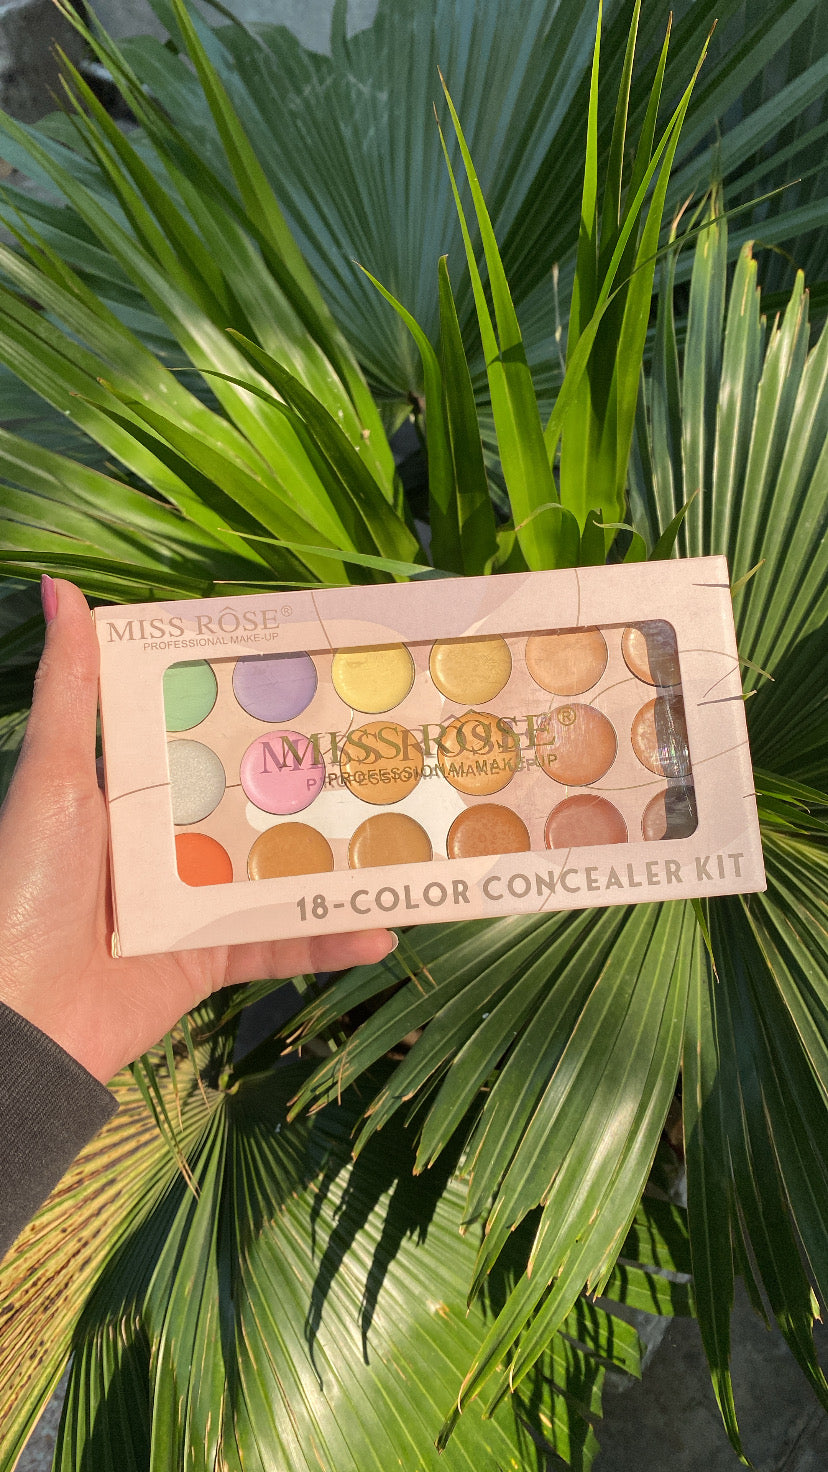 MISS RÔSE®
PROFESSIONAL MAKE-UP
MISS RÔSE®
PROFESSIONAL MAKE-UP
18-COLOR CONCEALER KIT